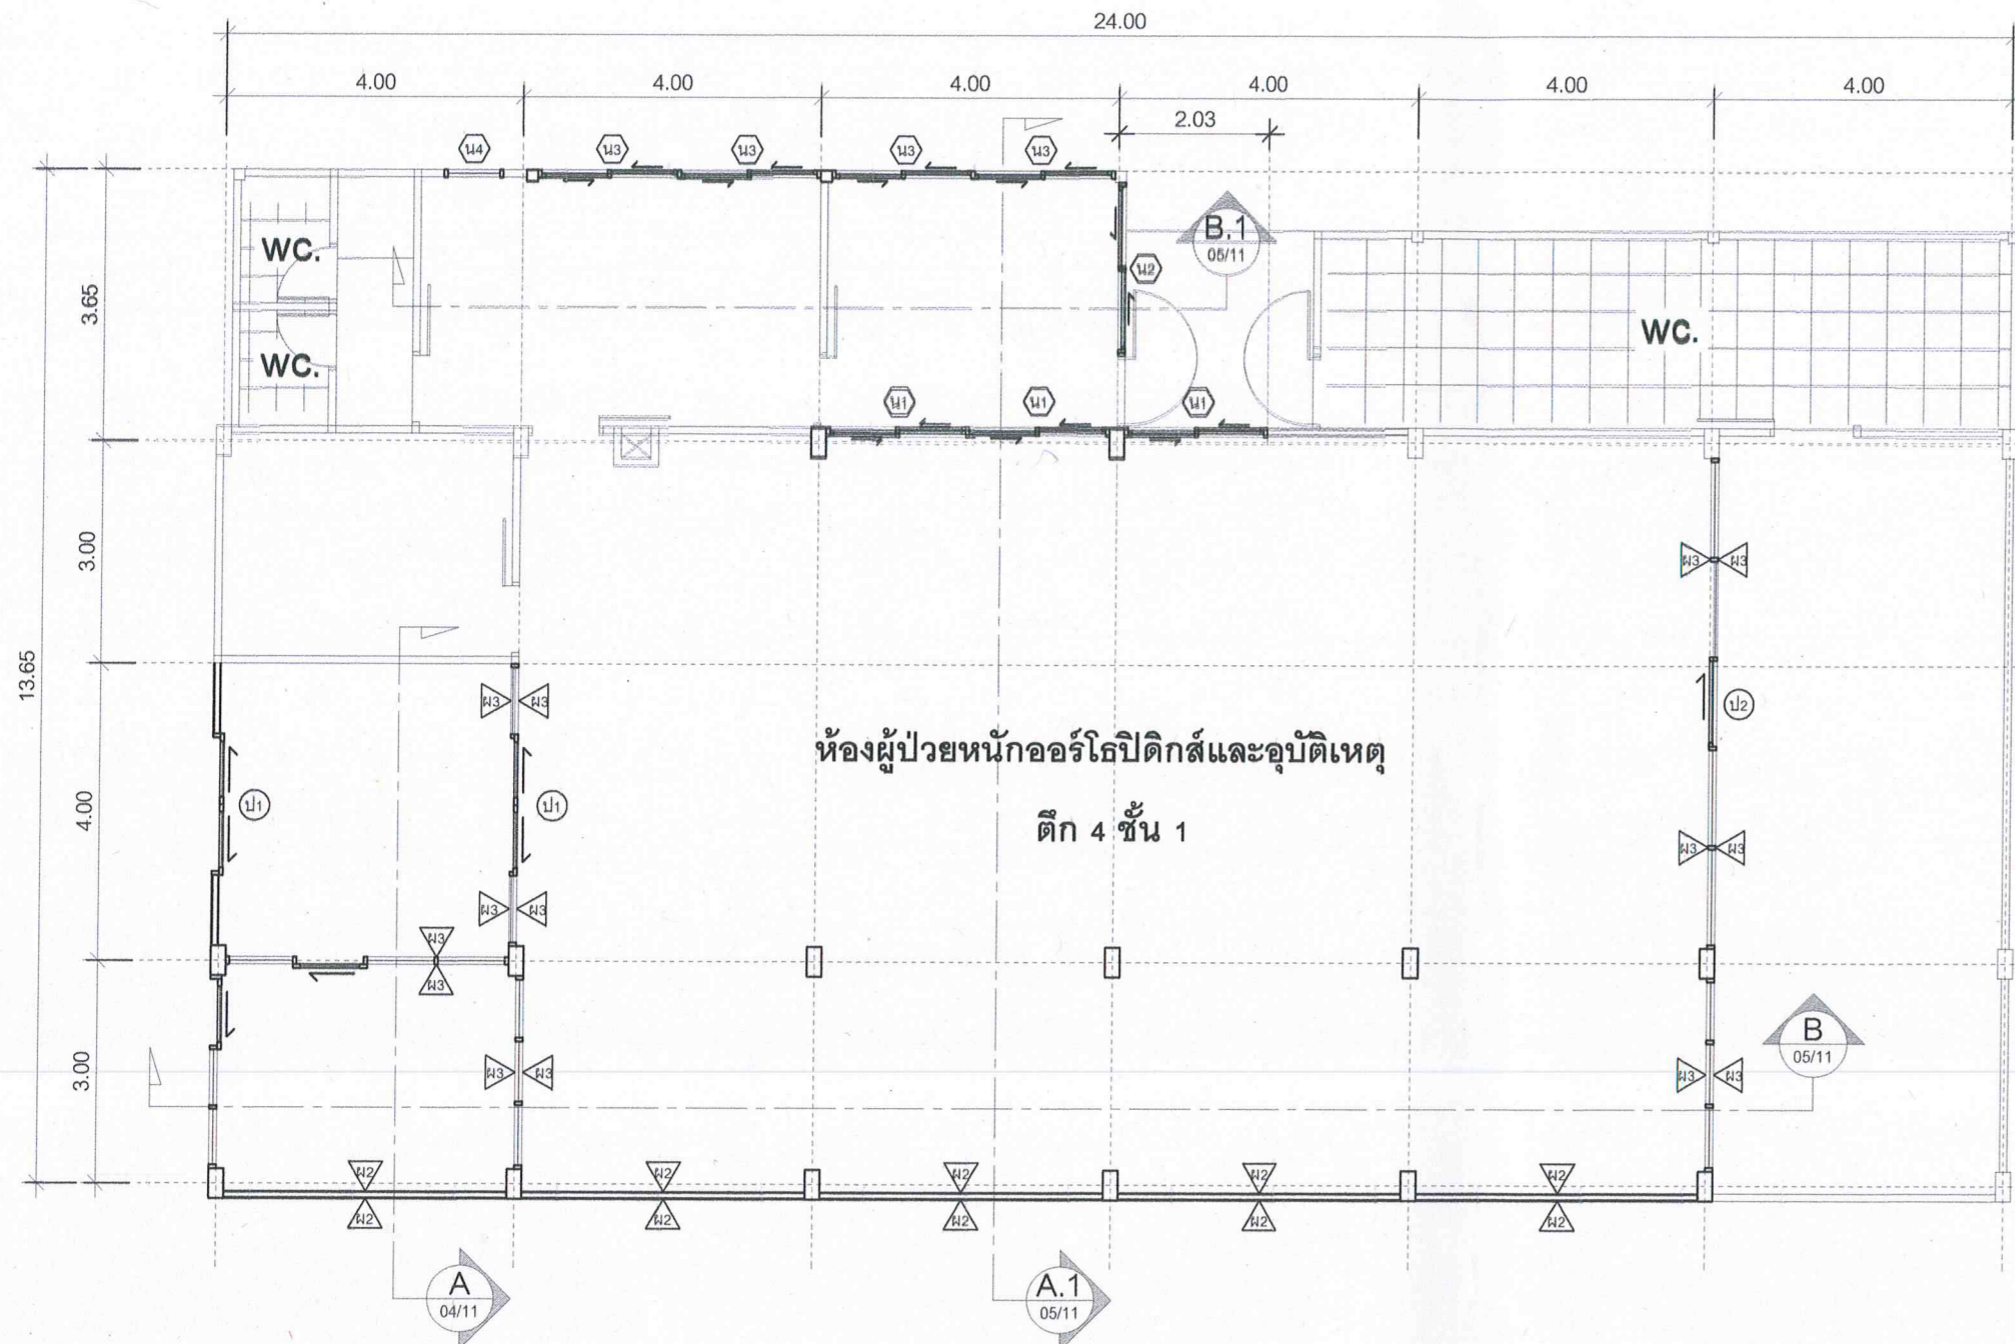 24.00
4.00 4.00 4.00 4.00 4.00 4.00
2.03
น4 น3 น3 น3 น3
B.1
05/11
WC.
น2
3.65
WC.
WC.
น1 น1 น1
3.00
ผ3 ผ3
13.65
ผ3 ผ3
ป2
ห้องผู้ป่วยหนักออร์โธปิดิกส์และอุบัติเหตุ
4.00
ป1 ป1
ตึก 4 ชั้น 1
ผ3 ผ3
ผ3 ผ3
ผ3
ผ3
B
05/11
3.00
ผ3 ผ3 ผ3 ผ3
ผ2 ผ2 ผ2 ผ2 ผ2
ผ2 ผ2 ผ2 ผ2 ผ2
A
04/11
A.1
05/11